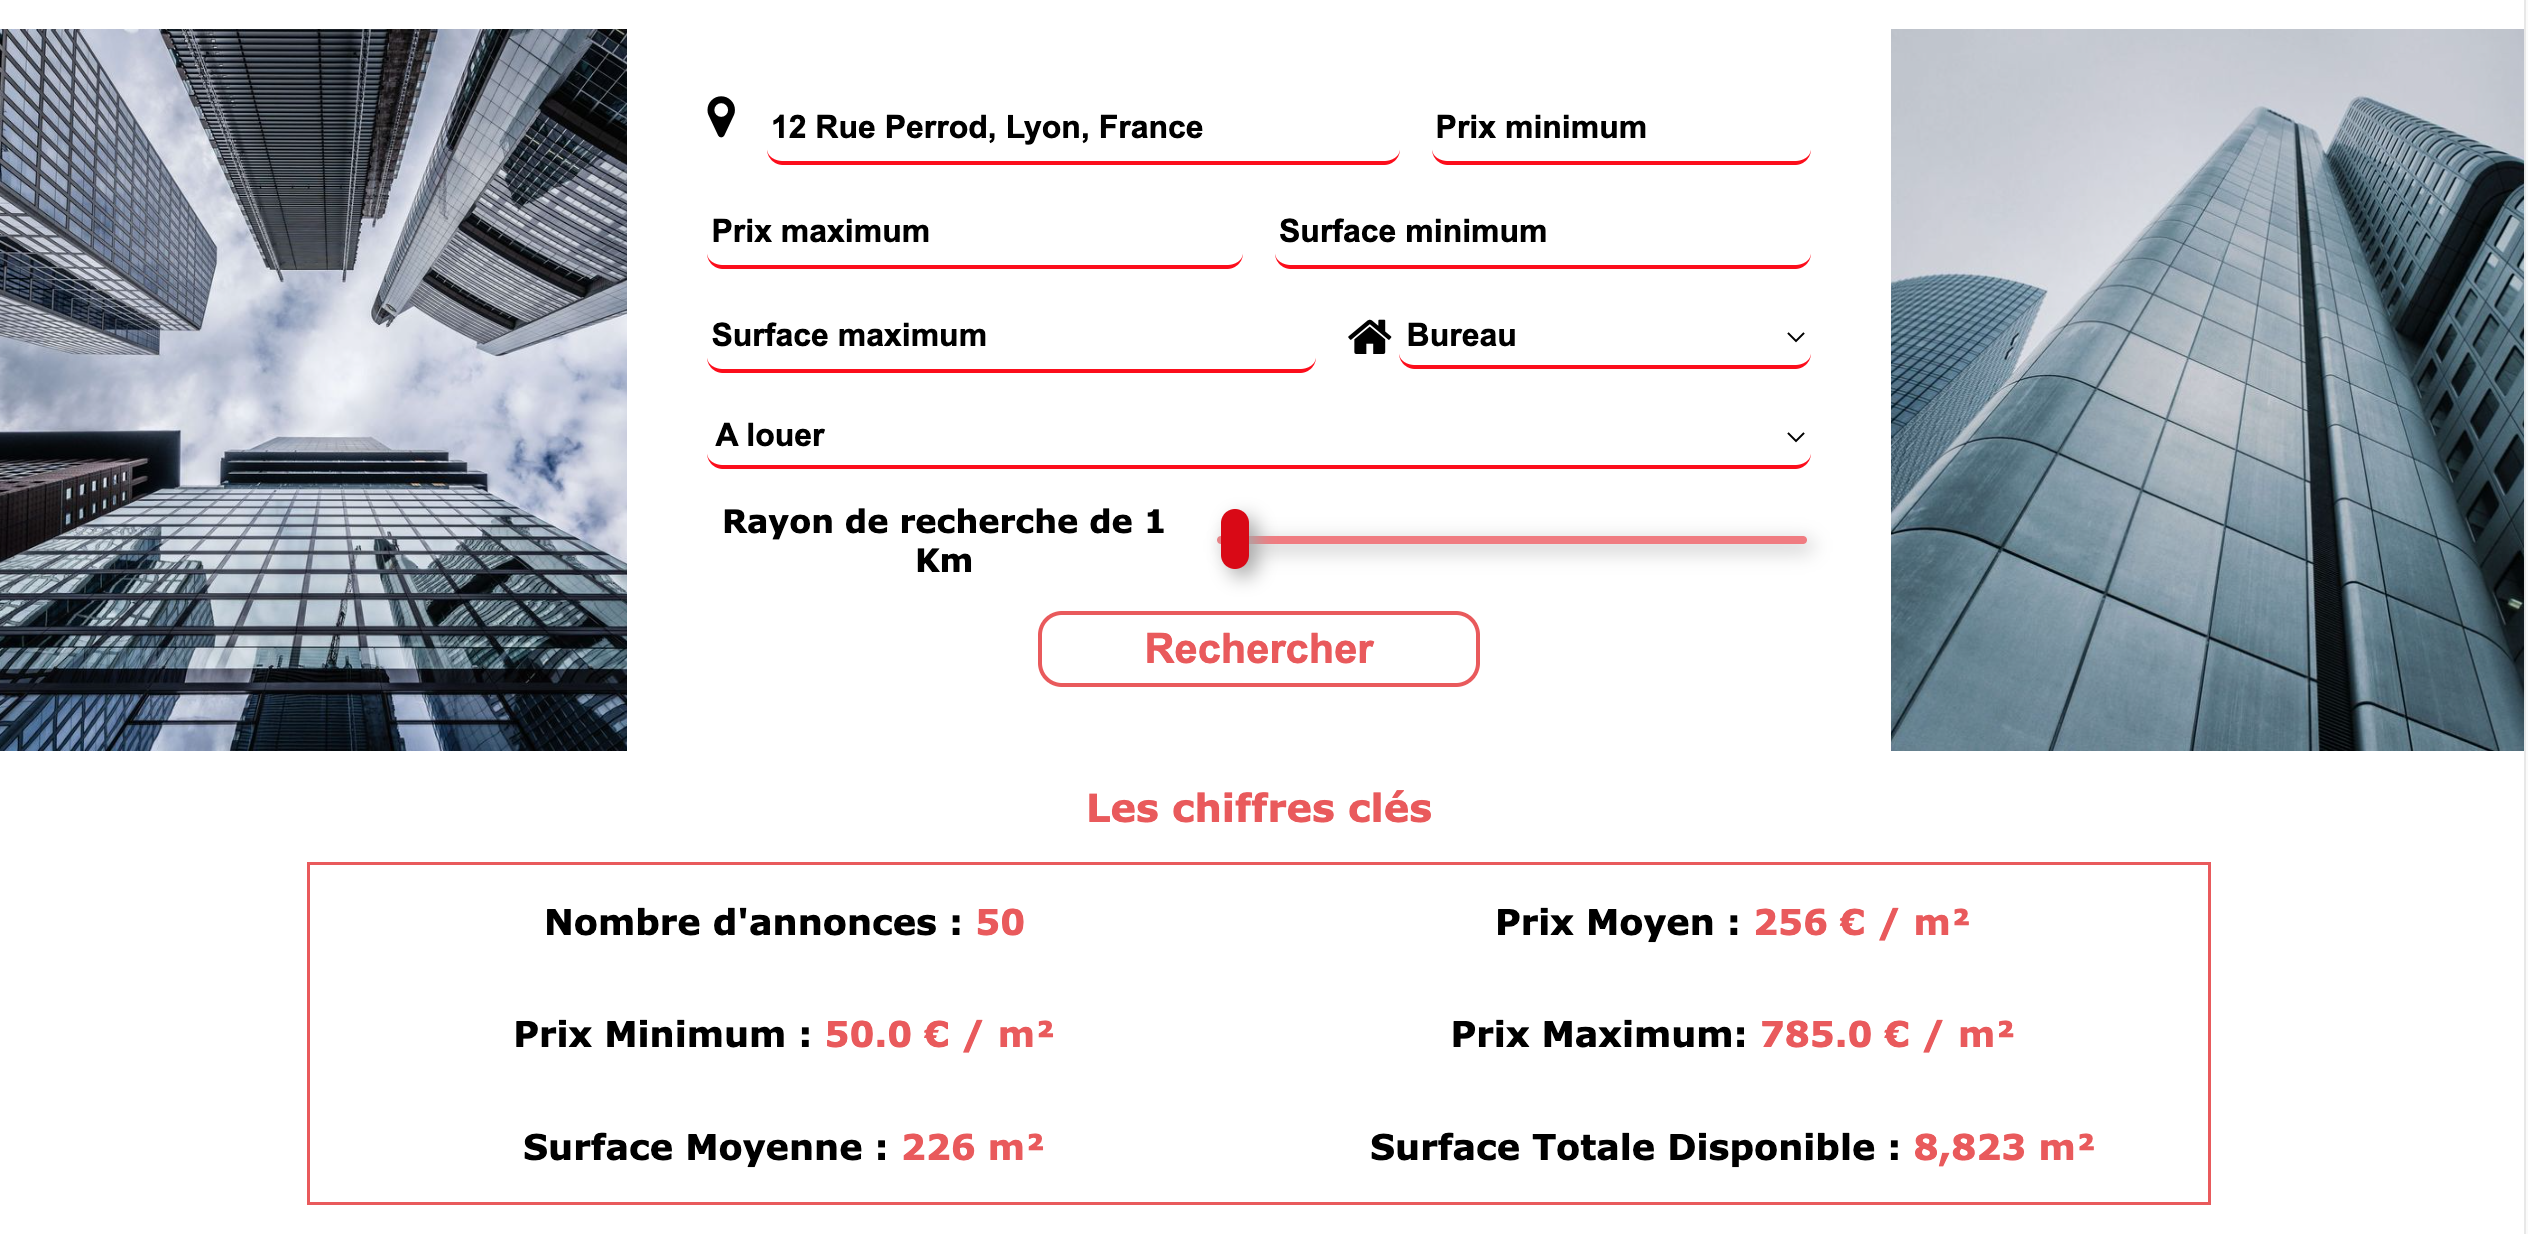 12 Rue Perrod, Lyon, France
Prix minimum
Prix maximum
Surface minimum
Surface maximum
Bureau
A louer
Rayon de recherche de 1
Km
Rechercher
Les chiffres clés
Nombre d'annonces : 50
Prix Moyen : 256 € / m²
Prix Minimum : 50.0 € / m²
Prix Maximum: 785.0 € / m²
Surface Moyenne : 226 m²
Surface Totale Disponible : 8,823 m²